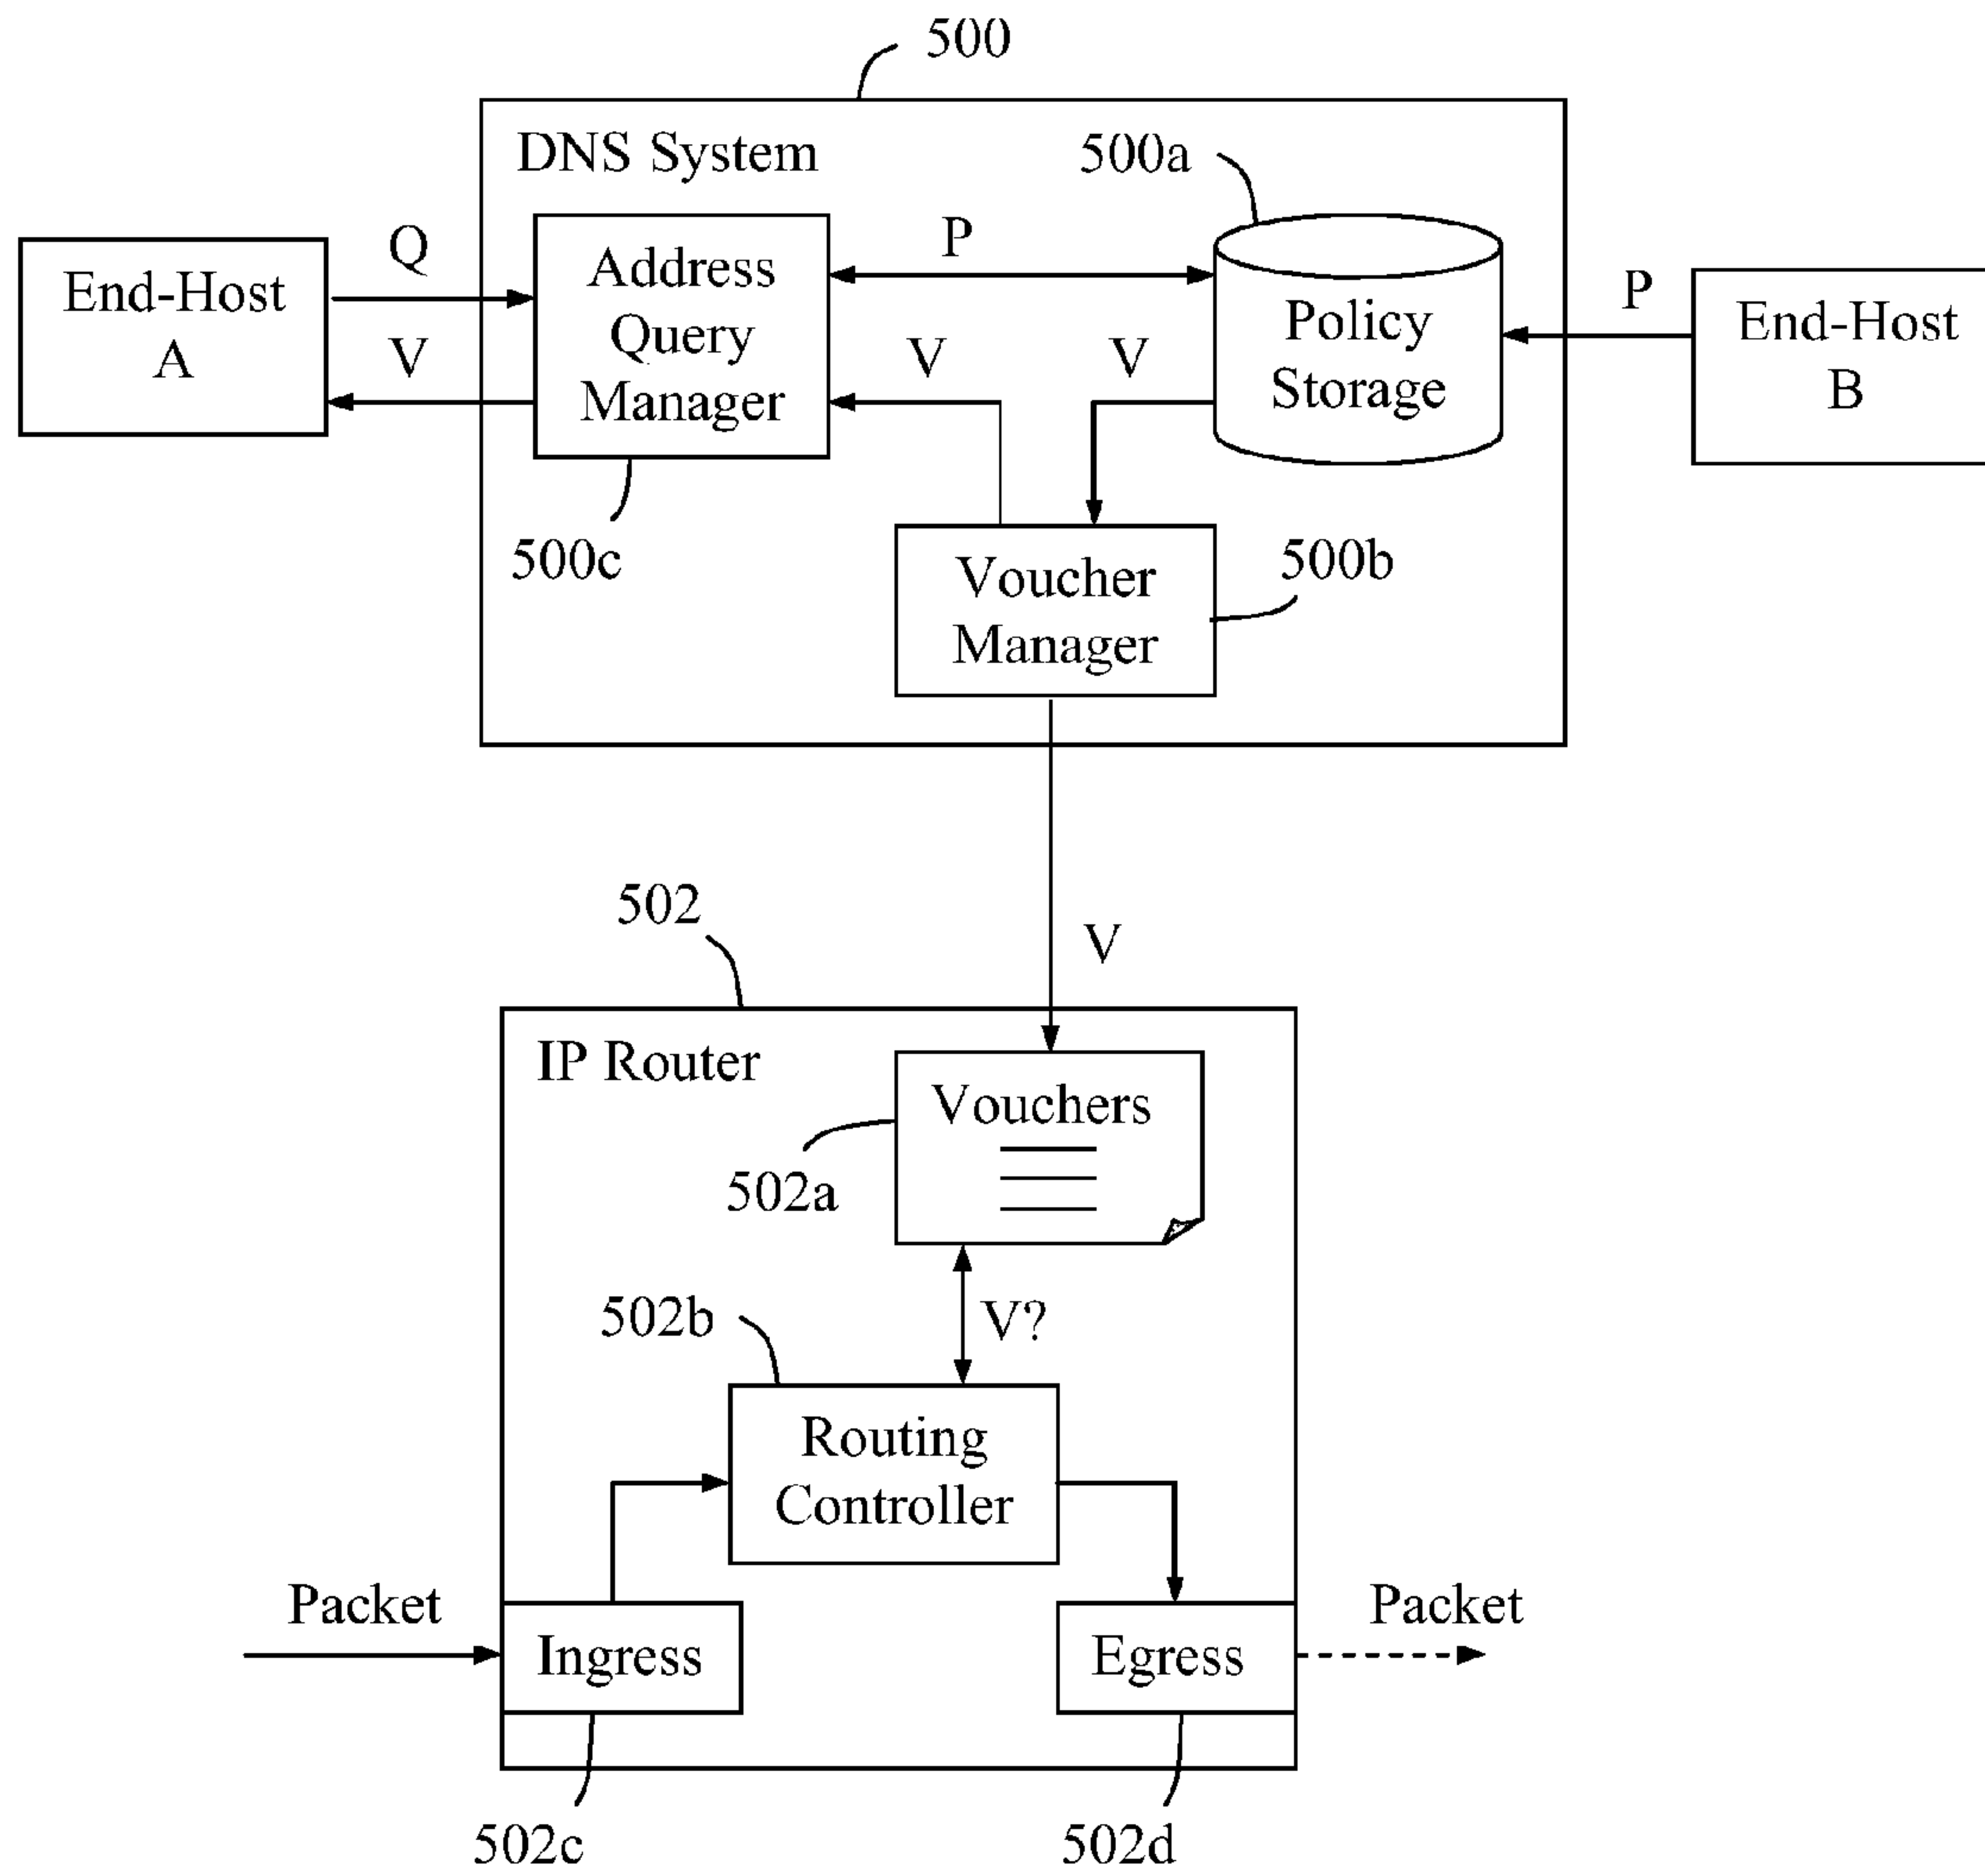 500
DNS System
500a
End-Host
A
Q
V
Address
Query
Manager
P
V
V
Policy
Storage
P
End-Host
B
500c
Voucher
Manager
500b
502
V
IP Router
Vouchers
502a
502b
V?
Routing
Controller
Packet
Ingress
Egress
Packet
502c
502d